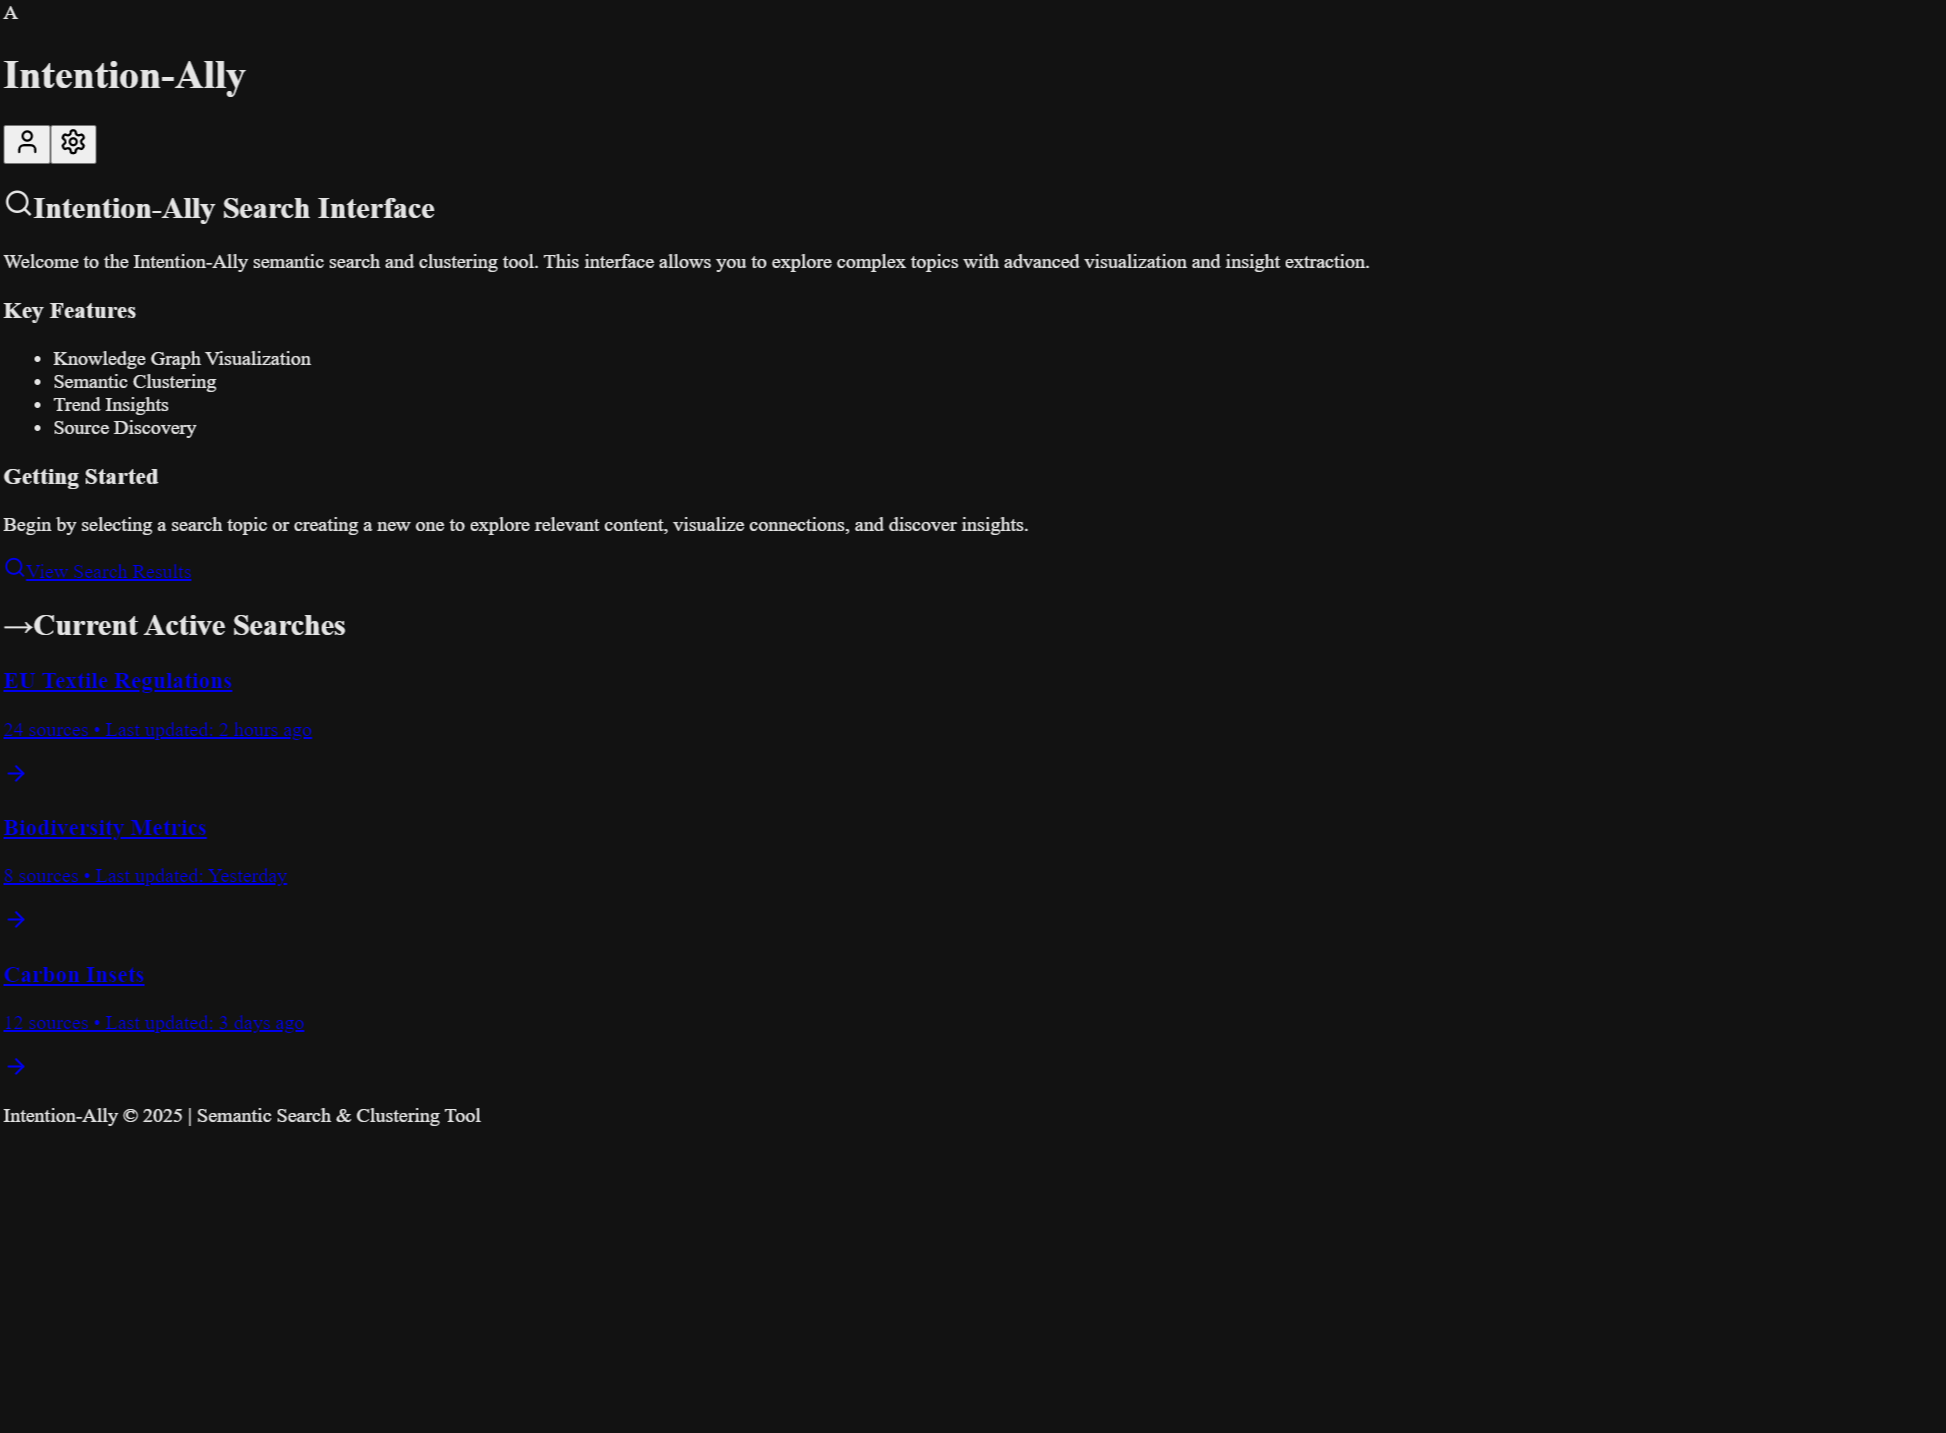 A
Intention-Ally
Intention-Ally Search Interface
Welcome to the Intention-Ally semantic search and clustering tool. This interface allows you to explore complex topics with advanced visualization and insight extraction.
Key Features
• Knowledge Graph Visualization
• Semantic Clustering
• Trend Insights
• Source Discovery
Getting Started
Begin by selecting a search topic or creating a new one to explore relevant content, visualize connections, and discover insights.
View Search Results
→Current Active Searches
EU Textile Regulations
24 sources • Last updated: 2 hours ago
→
Biodiversity Metrics
8 sources • Last updated: Yesterday
→
Carbon Insets
12 sources • Last updated: 3 days ago
→
Intention-Ally © 2025 | Semantic Search & Clustering Tool